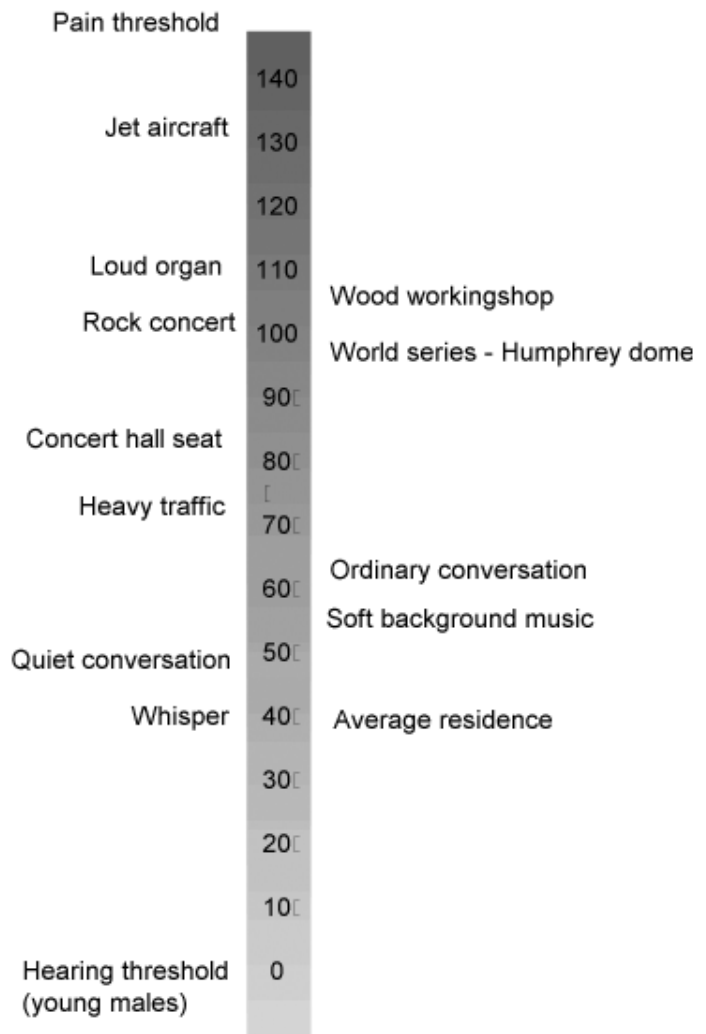 Pain threshold
140
Jet aircraft
130
120
Loud organ
110
Wood workingshop
Rock concert
100
World series - Humphrey dome
90
Concert hall seat
80
Heavy traffic
70
Ordinary conversation
60
Soft background music
Quiet conversation
50
Whisper
40
Average residence
30
20
10
Hearing threshold
(young males)
0